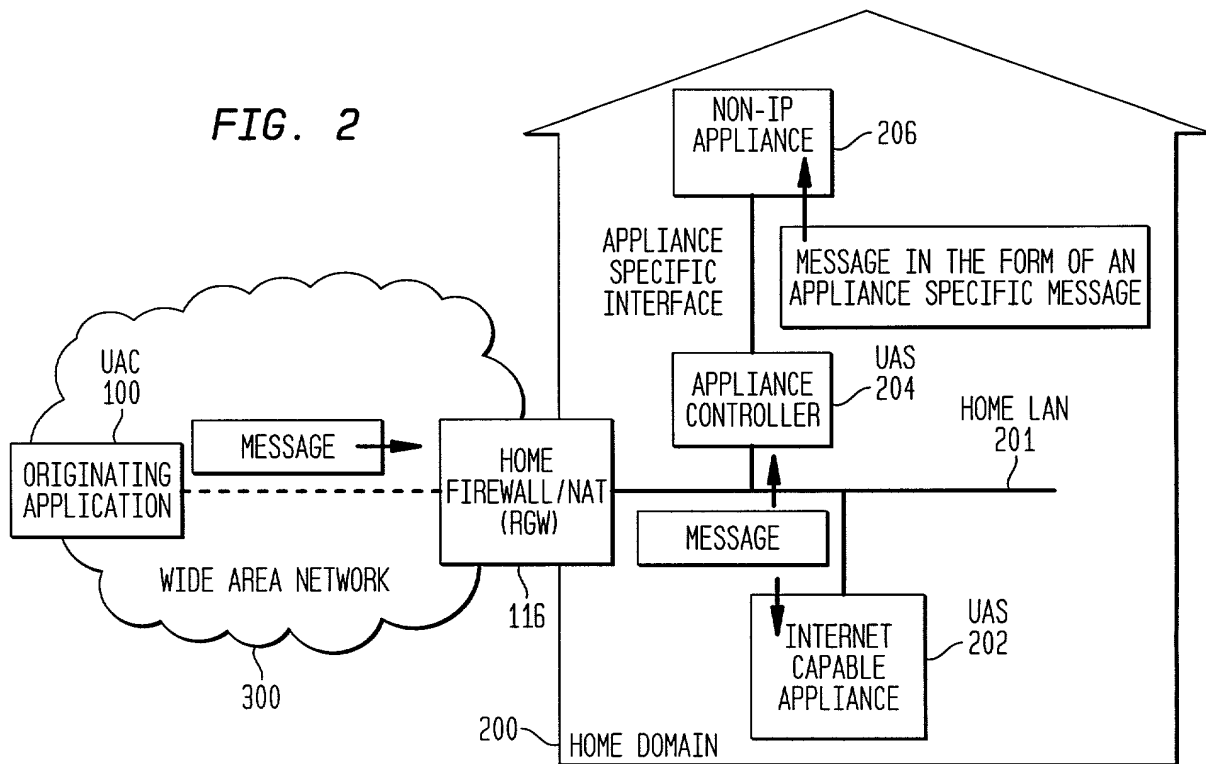 FIG. 2
NON-IP
APPLIANCE
206
APPLIANCE
SPECIFIC
INTERFACE
MESSAGE IN THE FORM OF AN
APPLIANCE SPECIFIC MESSAGE
UAC
100
MESSAGE
ORIGINATING
APPLICATION
WIDE AREA NETWORK
300
HOME
FIREWALL/NAT
(RGW)
116
APPLIANCE
CONTROLLER
UAS
204
HOME LAN
201
MESSAGE
INTERNET
CAPABLE
APPLIANCE
UAS
202
200
HOME DOMAIN